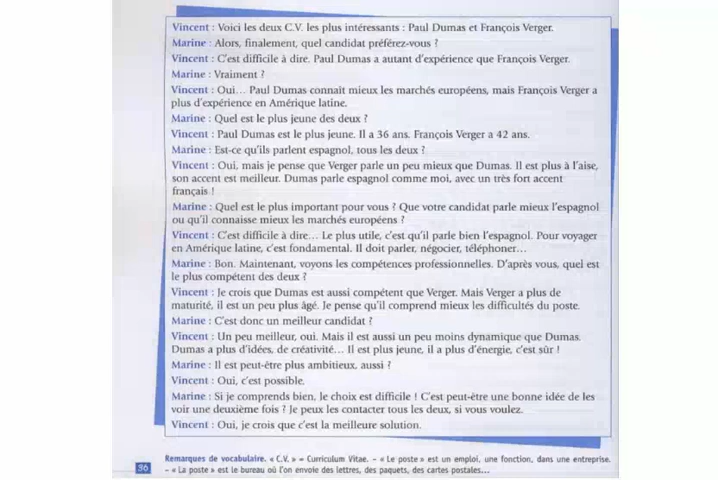 Vincent : Voici les deux C.V. les plus intéressants : Paul Dumas et François Verger.
Marine : Alors, finalement, quel candidat préférez-vous ?
Vincent : C'est difficile à dire. Paul Dumas a autant d'expérience que François Verger.
Marine : Vraiment ?
Vincent : Oui... Paul Dumas connaît mieux les marchés européens, mais François Verger a
plus d'expérience en Amérique latine.
Marine : Quel est le plus jeune des deux ?
Vincent : Paul Dumas est le plus jeune. Il a 36 ans. François Verger a 42 ans.
Marine : Est-ce qu'ils parlent espagnol, tous les deux ?
Vincent : Oui, mais je pense que Verger parle un peu mieux que Dumas. Il est plus à l'aise,
son accent est meilleur. Dumas parle espagnol comme moi, avec un très fort accent
français !
Marine : Quel est le plus important pour vous ? Que votre candidat parle mieux l'espagnol
ou qu'il connaisse mieux les marchés européens ?
Vincent : C'est difficile à dire... Le plus utile, c'est qu'il parle bien l'espagnol. Pour voyager
en Amérique latine, c'est fondamental. Il doit parler, négocier, téléphoner...
Marine : Bon. Maintenant, voyons les compétences professionnelles. D'après vous, quel est
le plus compétent des deux ?
Vincent : Je crois que Dumas est aussi compétent que Verger. Mais Verger a plus de
maturité, il est un peu plus âgé. Je pense qu'il comprend mieux les difficultés du poste.
Marine : C'est donc un meilleur candidat ?
Vincent : Un peu meilleur, oui. Mais il est aussi un peu moins dynamique que Dumas.
Dumas a plus d'idées, de créativité... Il est plus jeune, il a plus d'énergie, c'est sûr !
Marine : Il est peut-être plus ambitieux, aussi ?
Vincent : Oui, c'est possible.
Marine : Si je comprends bien, le choix est difficile ! C'est peut-être une bonne idée de les
voir une deuxième fois ? Je peux les contacter tous les deux, si vous voulez.
Vincent : Oui, je crois que c'est la meilleure solution.
Remarques de vocabulaire. « C.V. » = Curriculum Vitae. – « Le poste » est un emploi, une fonction, dans une entreprise.
– « La poste » est le bureau où l'on envoie des lettres, des paquets, des cartes postales...
36